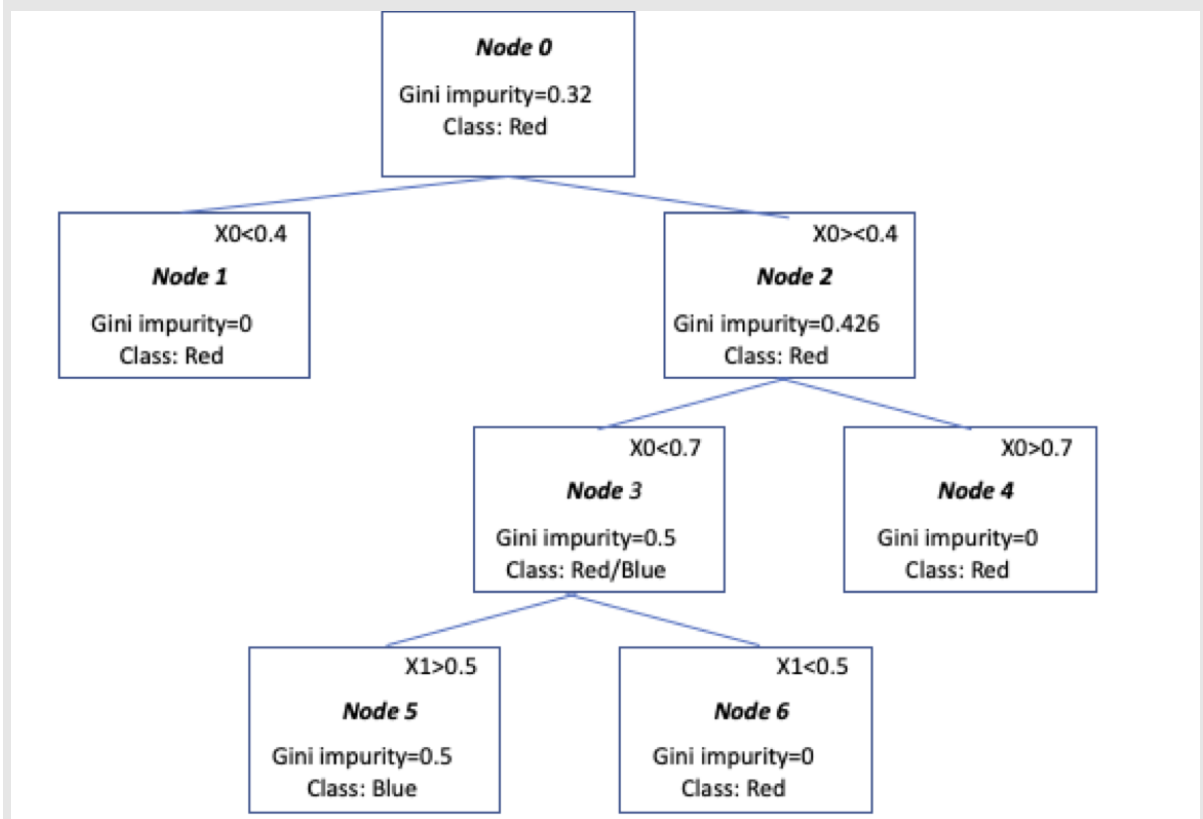 Node 0
Gini impurity=0.32
Class: Red
X0<0.4
Node 1
Gini impurity=0
Class: Red
X0><0.4
Node 2
Gini impurity=0.426
Class: Red
X0<0.7
Node 3
Gini impurity=0.5
Class: Red/Blue
X0>0.7
Node 4
Gini impurity=0
Class: Red
X1>0.5
Node 5
Gini impurity=0.5
Class: Blue
X1<0.5
Node 6
Gini impurity=0
Class: Red